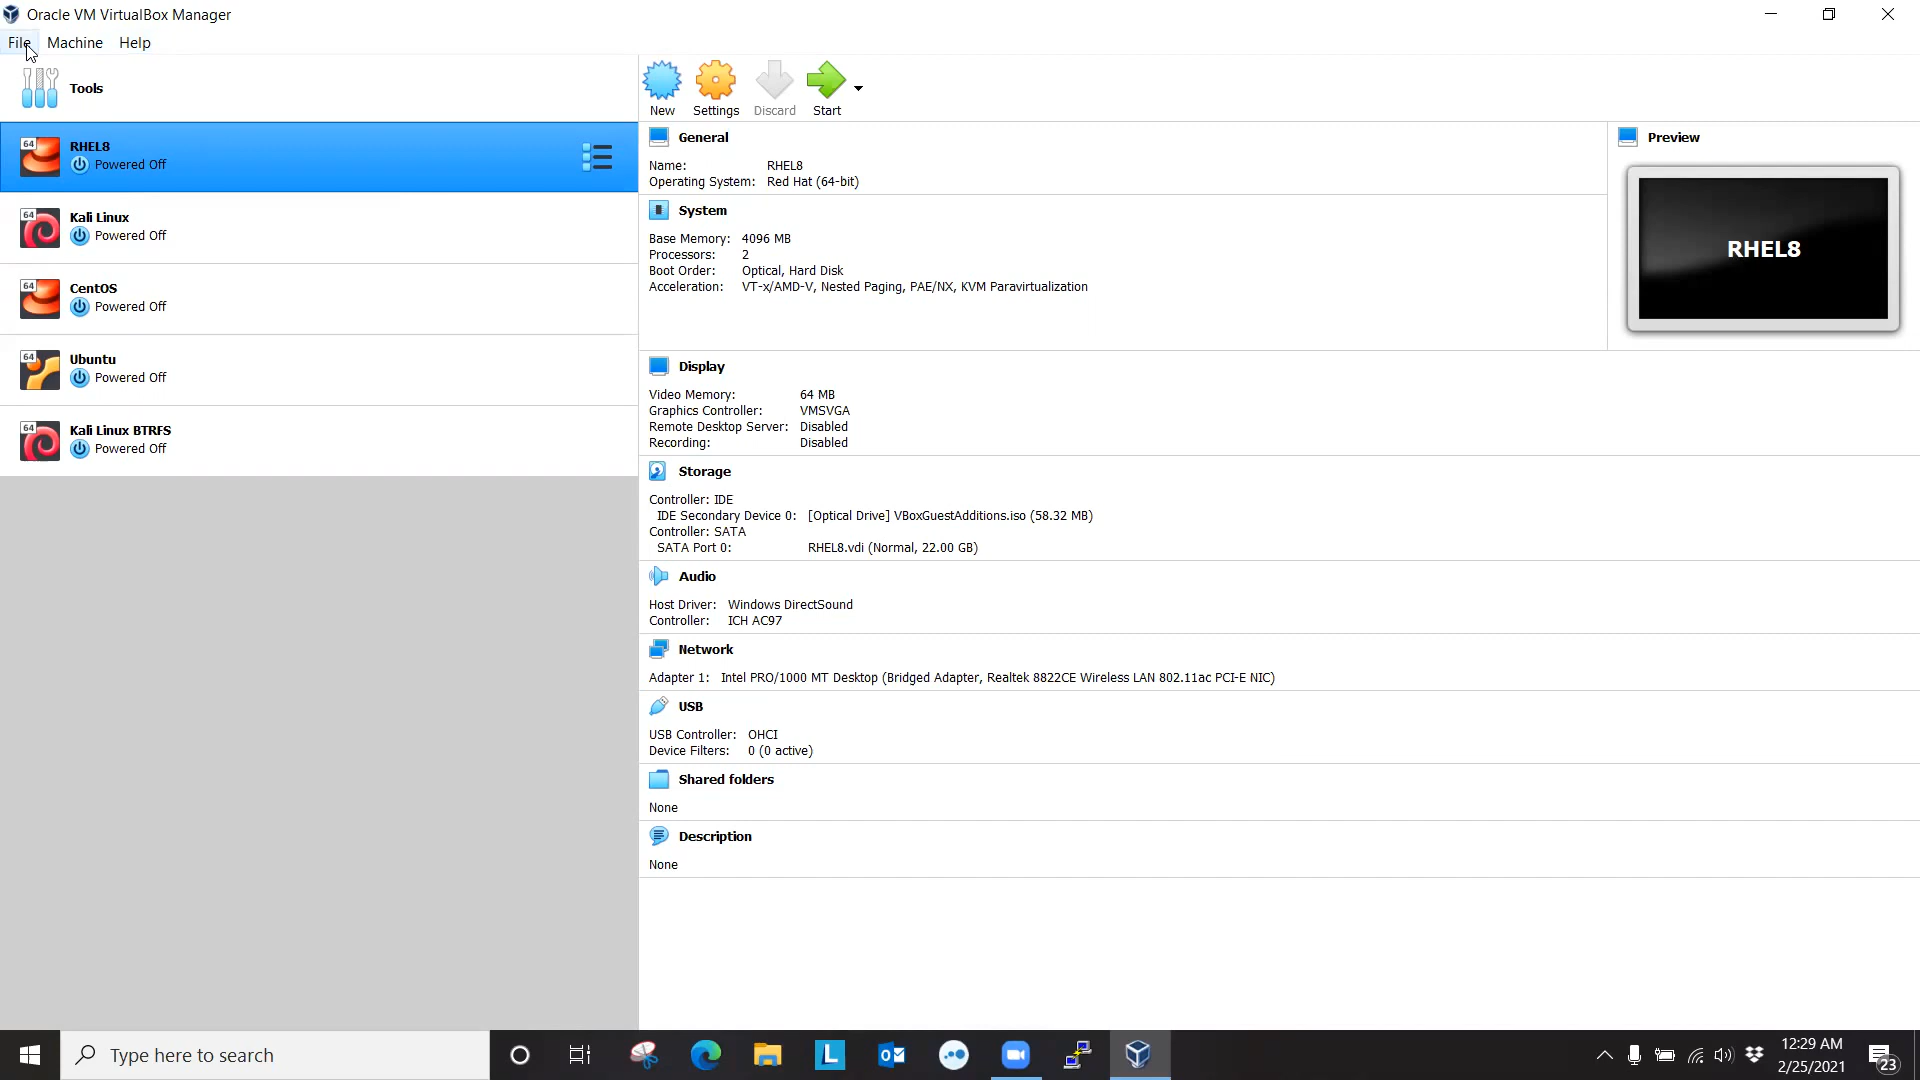 Oracle VM VirtualBox Manager
File Machine Help
Tools
New Settings Discard Start
64 RHEL8
Powered Off
64 Kali Linux
Powered Off
64 CentOS
Powered Off
64 Ubuntu
Powered Off
64 Kali Linux BTRFS
Powered Off
General
Name: RHEL8
Operating System: Red Hat (64-bit)
System
Base Memory: 4096 MB
Processors: 2
Boot Order: Optical, Hard Disk
Acceleration: VT-x/AMD-V, Nested Paging, PAE/NX, KVM Paravirtualization
Preview
RHEL8
Display
Video Memory: 64 MB
Graphics Controller: VMSVGA
Remote Desktop Server: Disabled
Recording: Disabled
Storage
Controller: IDE
IDE Secondary Device 0: [Optical Drive] VBoxGuestAdditions.iso (58.32 MB)
Controller: SATA
SATA Port 0: RHEL8.vdi (Normal, 22.00 GB)
Audio
Host Driver: Windows DirectSound
Controller: ICH AC97
Network
Adapter 1: Intel PRO/1000 MT Desktop (Bridged Adapter, Realtek 8822CE Wireless LAN 802.11ac PCI-E NIC)
USB
USB Controller: OHCI
Device Filters: 0 (0 active)
Shared folders
None
Description
None
Type here to search
L
O
12:29 AM
2/25/2021
23